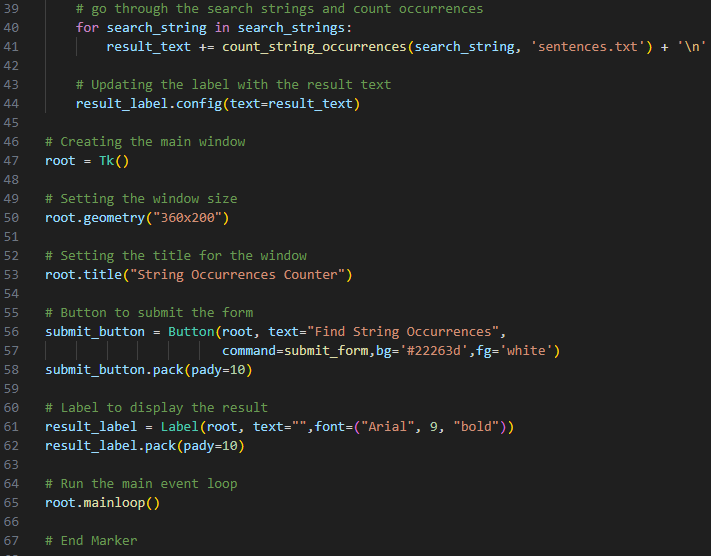 39 # go through the search strings and count occurrences
40 for search_string in search_strings:
41 result_text += count_string_occurrences(search_string, 'sentences.txt') + '\n'
42
43 # Updating the label with the result text
44 result_label.config(text=result_text)
45
46 # Creating the main window
47 root = Tk()
48
49 # Setting the window size
50 root.geometry("360x200")
51
52 # Setting the title for the window
53 root.title("String Occurrences Counter")
54
55 # Button to submit the form
56 submit_button = Button(root, text="Find String Occurrences",
57 command=submit_form,bg='#22263d',fg='white')
58 submit_button.pack(pady=10)
59
60 # Label to display the result
61 result_label = Label(root, text="",font=("Arial", 9, "bold"))
62 result_label.pack(pady=10)
63
64 # Run the main event loop
65 root.mainloop()
66
67 # End Marker